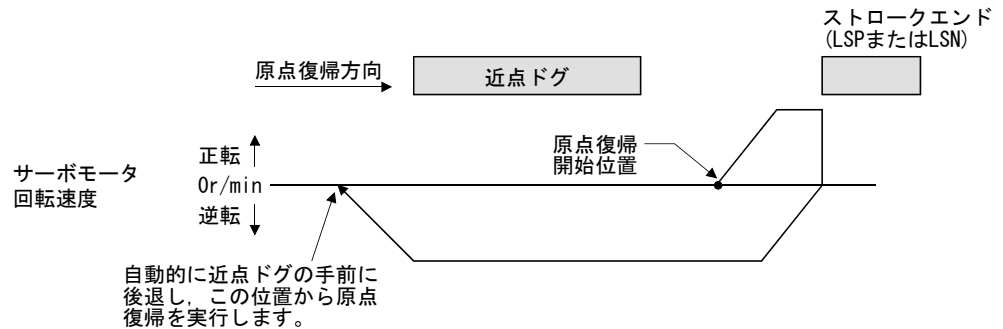 ストロークエンド
(LSPまたはLSN)
原点復帰方向
近点ドグ
原点復帰
開始位置
正転
サーボモータ
回転速度
0r/min
逆転
自動的に近点ドグの手前に
後退し，この位置から原点
復帰を実行します。